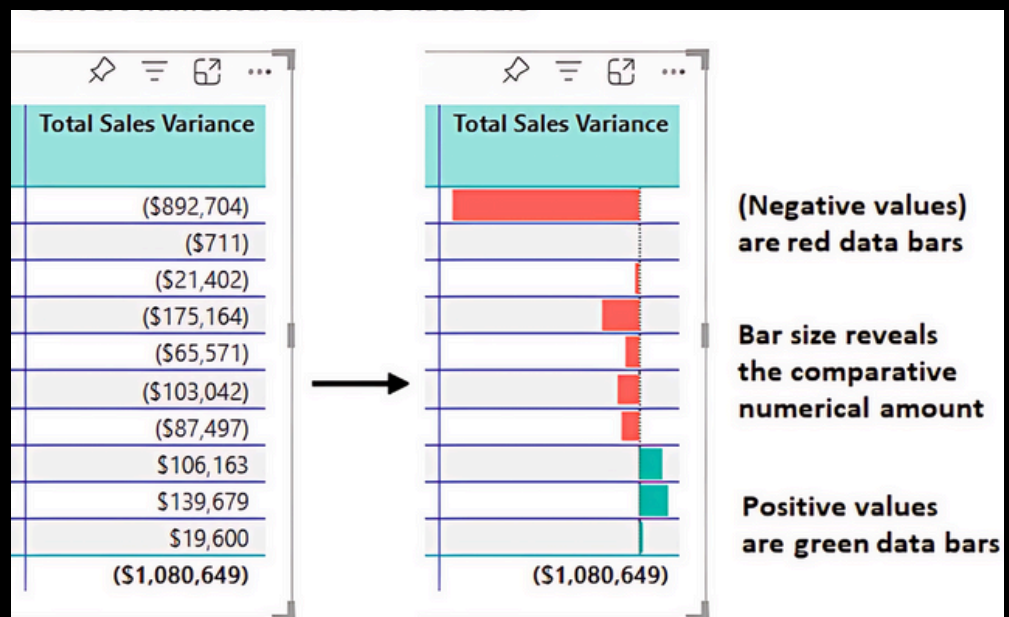 Total Sales Variance
($892,704)
($711)
($21,402)
($175,164)
($65,571)
($103,042)
($87,497)
$106,163
$139,679
$19,600
($1,080,649)
Total Sales Variance
($1,080,649)
(Negative values)
are red data bars
Bar size reveals
the comparative
numerical amount
Positive values
are green data bars